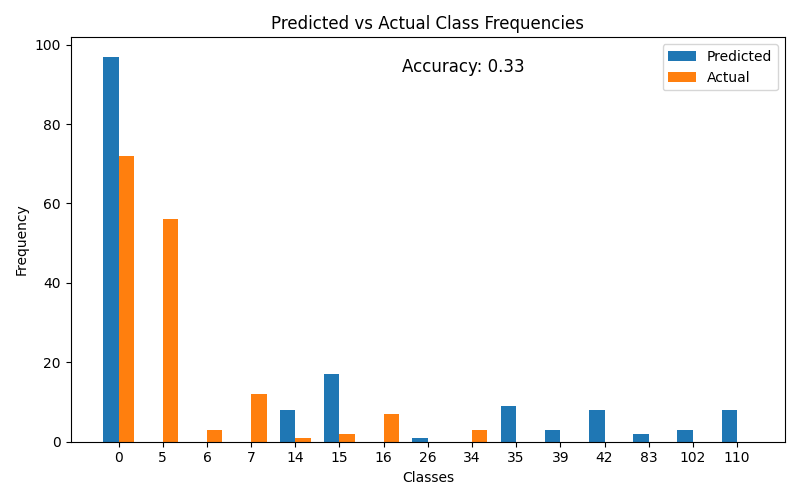 Predicted vs Actual Class Frequencies
Accuracy: 0.33
Predicted
Actual
Frequency
100
80
60
40
20
0
0 5 6 7 14 15 16 26 34 35 39 42 83 102 110
Classes